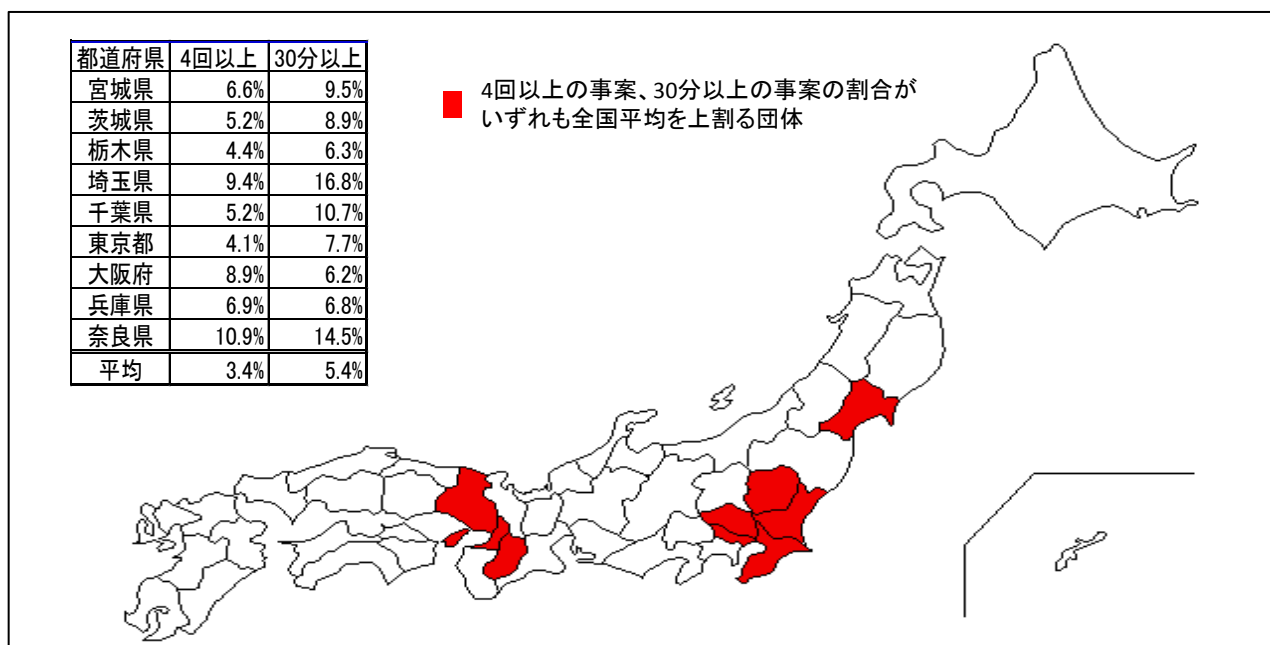 都道府県 4回以上 30分以上
宮城県 6.6% 9.5%
茨城県 5.2% 8.9%
栃木県 4.4% 6.3%
埼玉県 9.4% 16.8%
千葉県 5.2% 10.7%
東京都 4.1% 7.7%
大阪府 8.9% 6.2%
兵庫県 6.9% 6.8%
奈良県 10.9% 14.5%
平均 3.4% 5.4%
4回以上の事案、30分以上の事案の割合が
いずれも全国平均を上割る団体